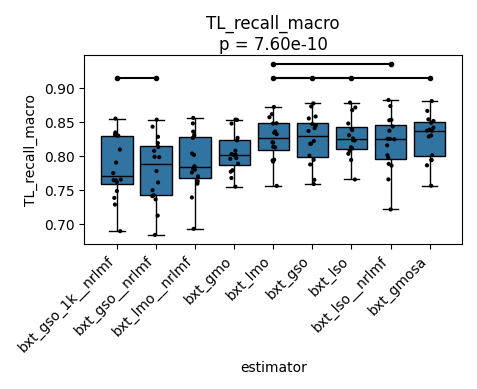 TL_recall_macro
p = 7.60e-10
TL_recall_macro
0.90
0.85
0.80
0.75
0.70
bxt_gso_1k__nrlmf
bxt_gso__nrlmf
bxt_lmo__nrlmf
bxt_gmo
bxt_lmo
bxt_gso
bxt_lso
bxt_lso__nrlmf
bxt_gmosa
estimator